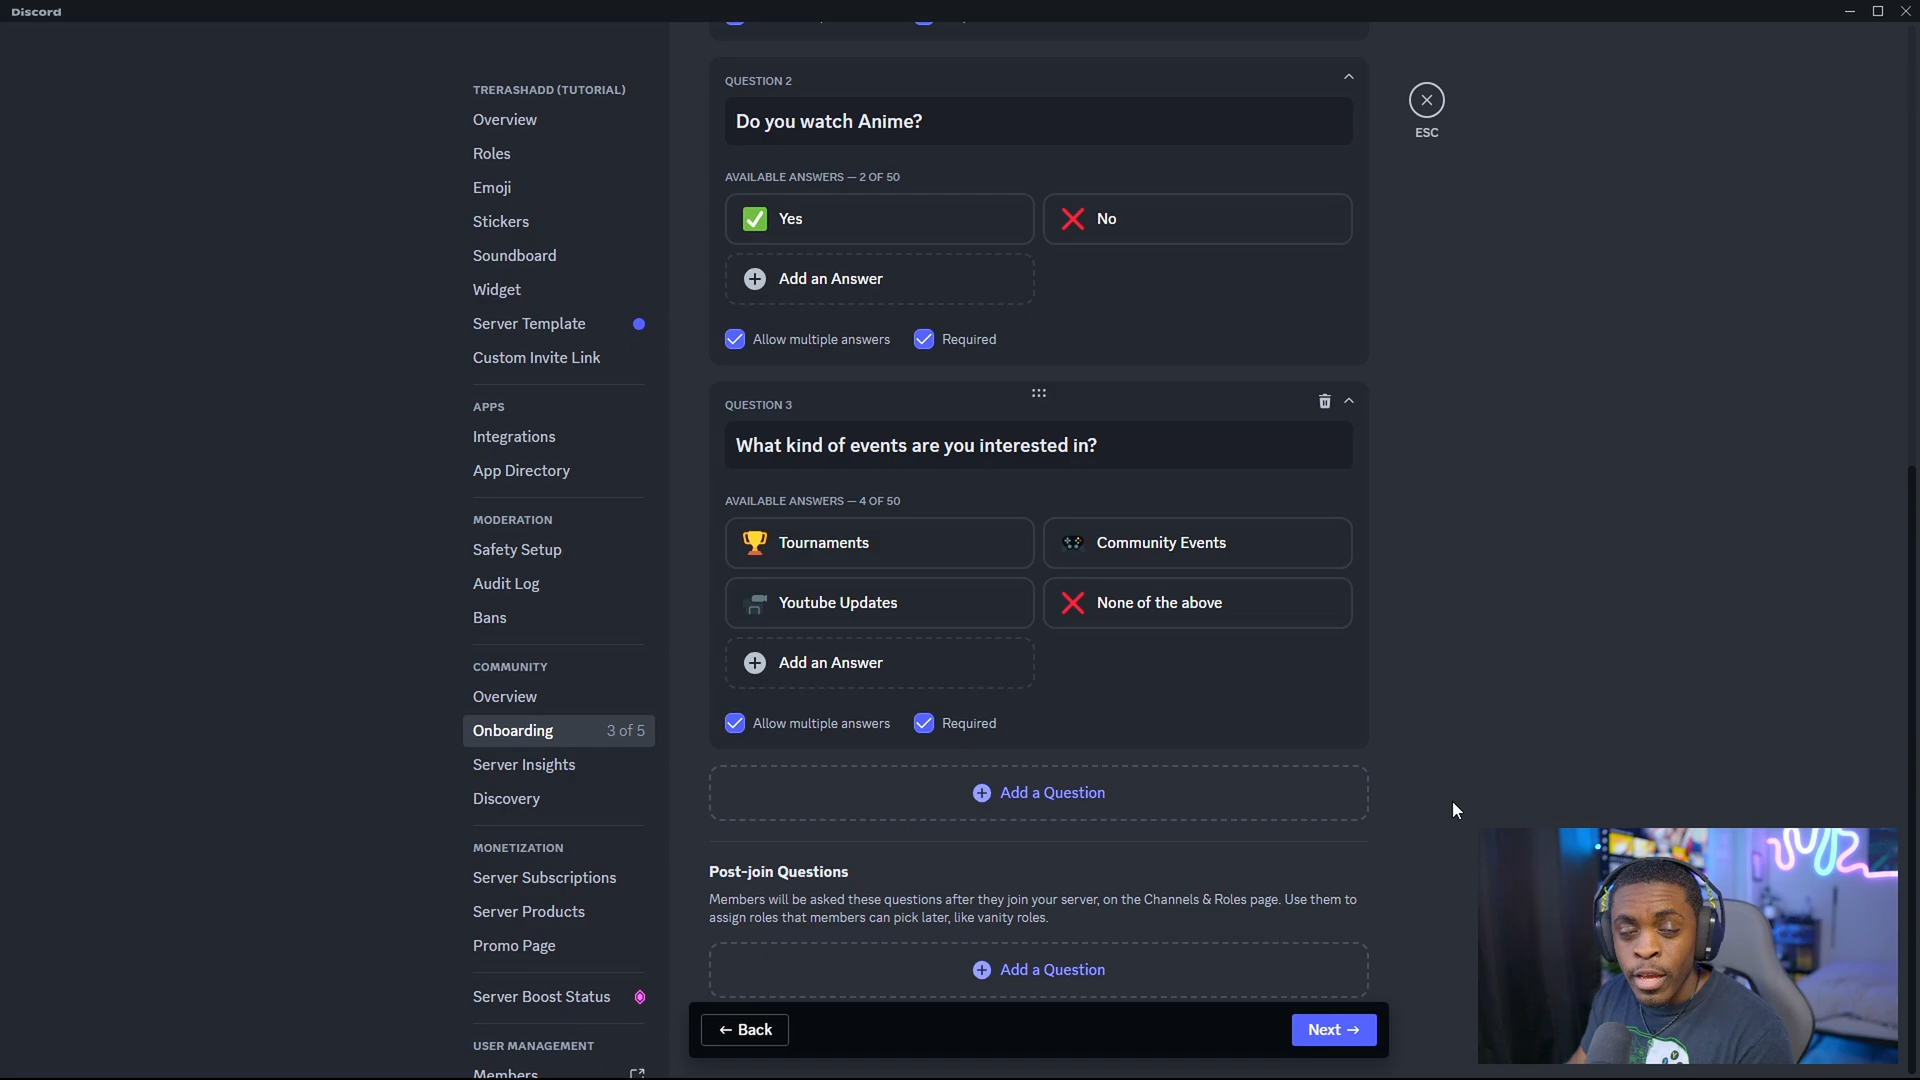 Discord
TRERASHADD (TUTORIAL)
Overview
Roles
Emoji
Stickers
Soundboard
Widget
Server Template
Custom Invite Link
APPS
Integrations
App Directory
MODERATION
Safety Setup
Audit Log
Bans
COMMUNITY
Overview
Onboarding 3 of 5
Server Insights
Discovery
MONETIZATION
Server Subscriptions
Server Products
Promo Page
Server Boost Status
USER MANAGEMENT
Members
QUESTION 2
Do you watch Anime?
AVAILABLE ANSWERS — 2 OF 50
Yes
No
Add an Answer
Allow multiple answers
Required
QUESTION 3
What kind of events are you interested in?
AVAILABLE ANSWERS — 4 OF 50
Tournaments
Community Events
Youtube Updates
None of the above
Add an Answer
Allow multiple answers
Required
Add a Question
Post-join Questions
Members will be asked these questions after they join your server, on the Channels & Roles page. Use them to
assign roles that members can pick later, like vanity roles.
Add a Question
← Back
Next →
ESC